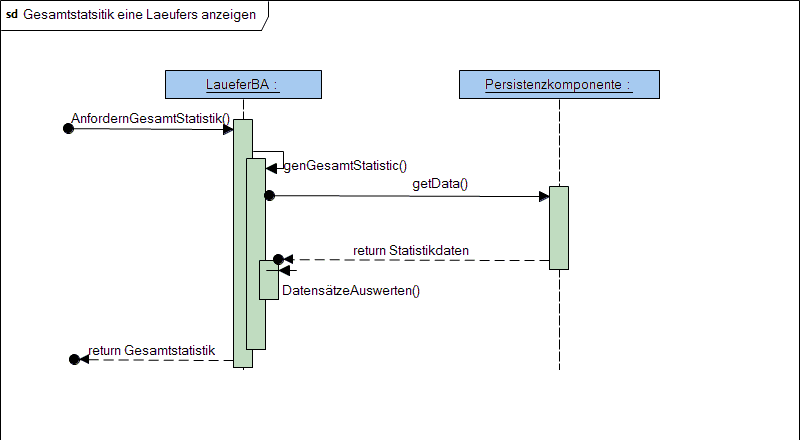 sd Gesamtstatsitik eine Laeufers anzeigen
LaueferBA :
Persistenzkomponente :
AnfordernGesamtStatistik()
genGesamtStatistic()
getData()
return Statistikdaten
DatensätzeAuswerten()
return Gesamtstatistik